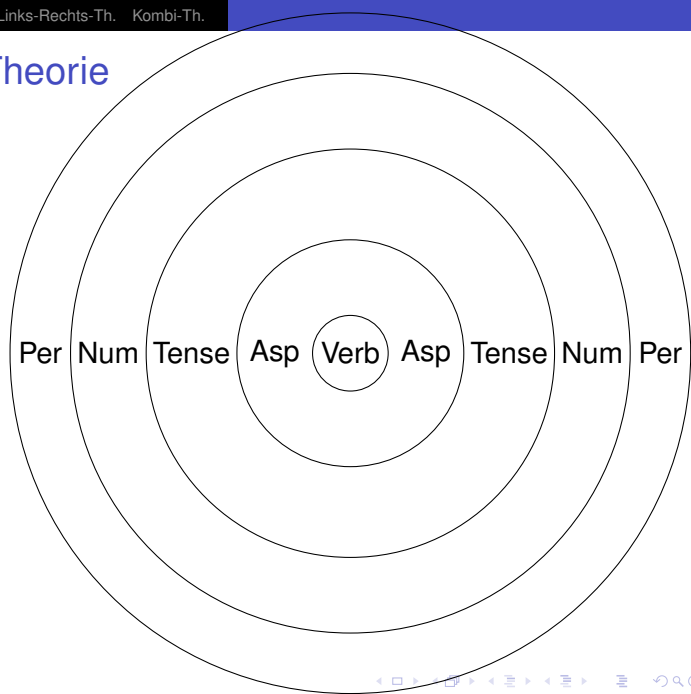 Links-Rechts-Th. Kombi-Th.
Theorie
Per Num Tense Asp Verb Asp Tense Num Per